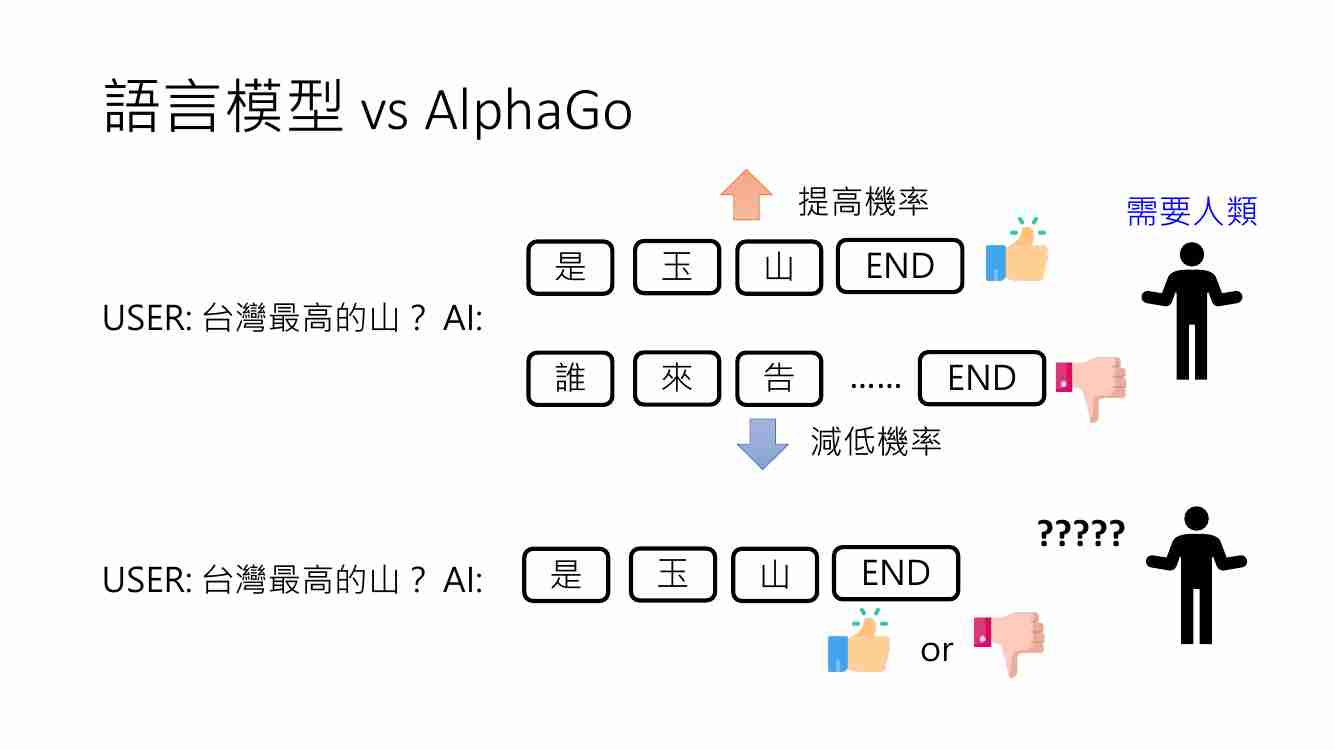 語言模型 vs AlphaGo
提高機率
需要人類
是 玉 山 END
USER: 台灣最高的山？ AI:
誰 來 告 …… END
減低機率
?????
USER: 台灣最高的山？ AI: 是 玉 山 END
or